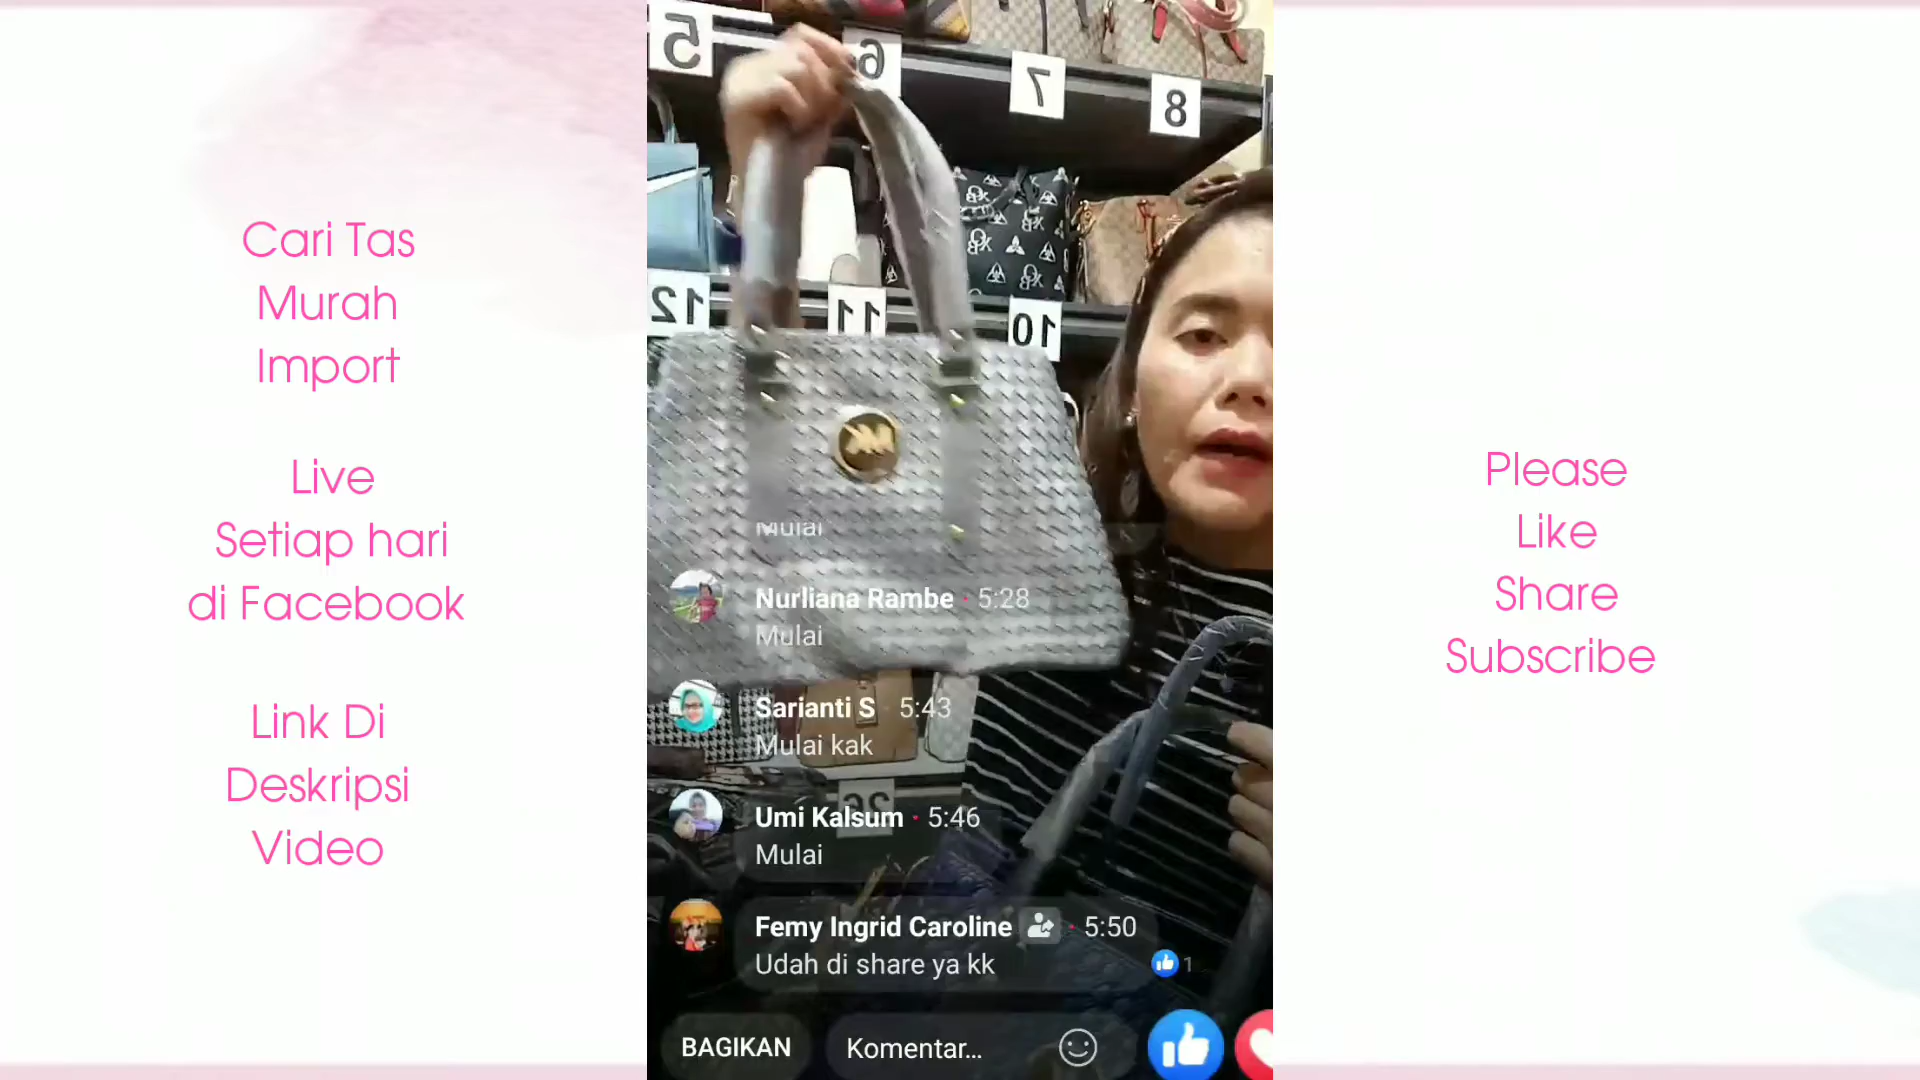 Cari Tas
Murah
Import
Live
Setiap hari
di Facebook
Link Di
Deskripsi
Video
5
6
7
8
12
11
10
Mulai
Nurliana Rambe · 5:28
Mulai
Sarianti S · 5:43
Mulai kak
26
Umi Kalsum · 5:46
Mulai
Femy Ingrid Caroline · 5:50
Udah di share ya kk
1
BAGIKAN
Komentar...
Please
Like
Share
Subscribe